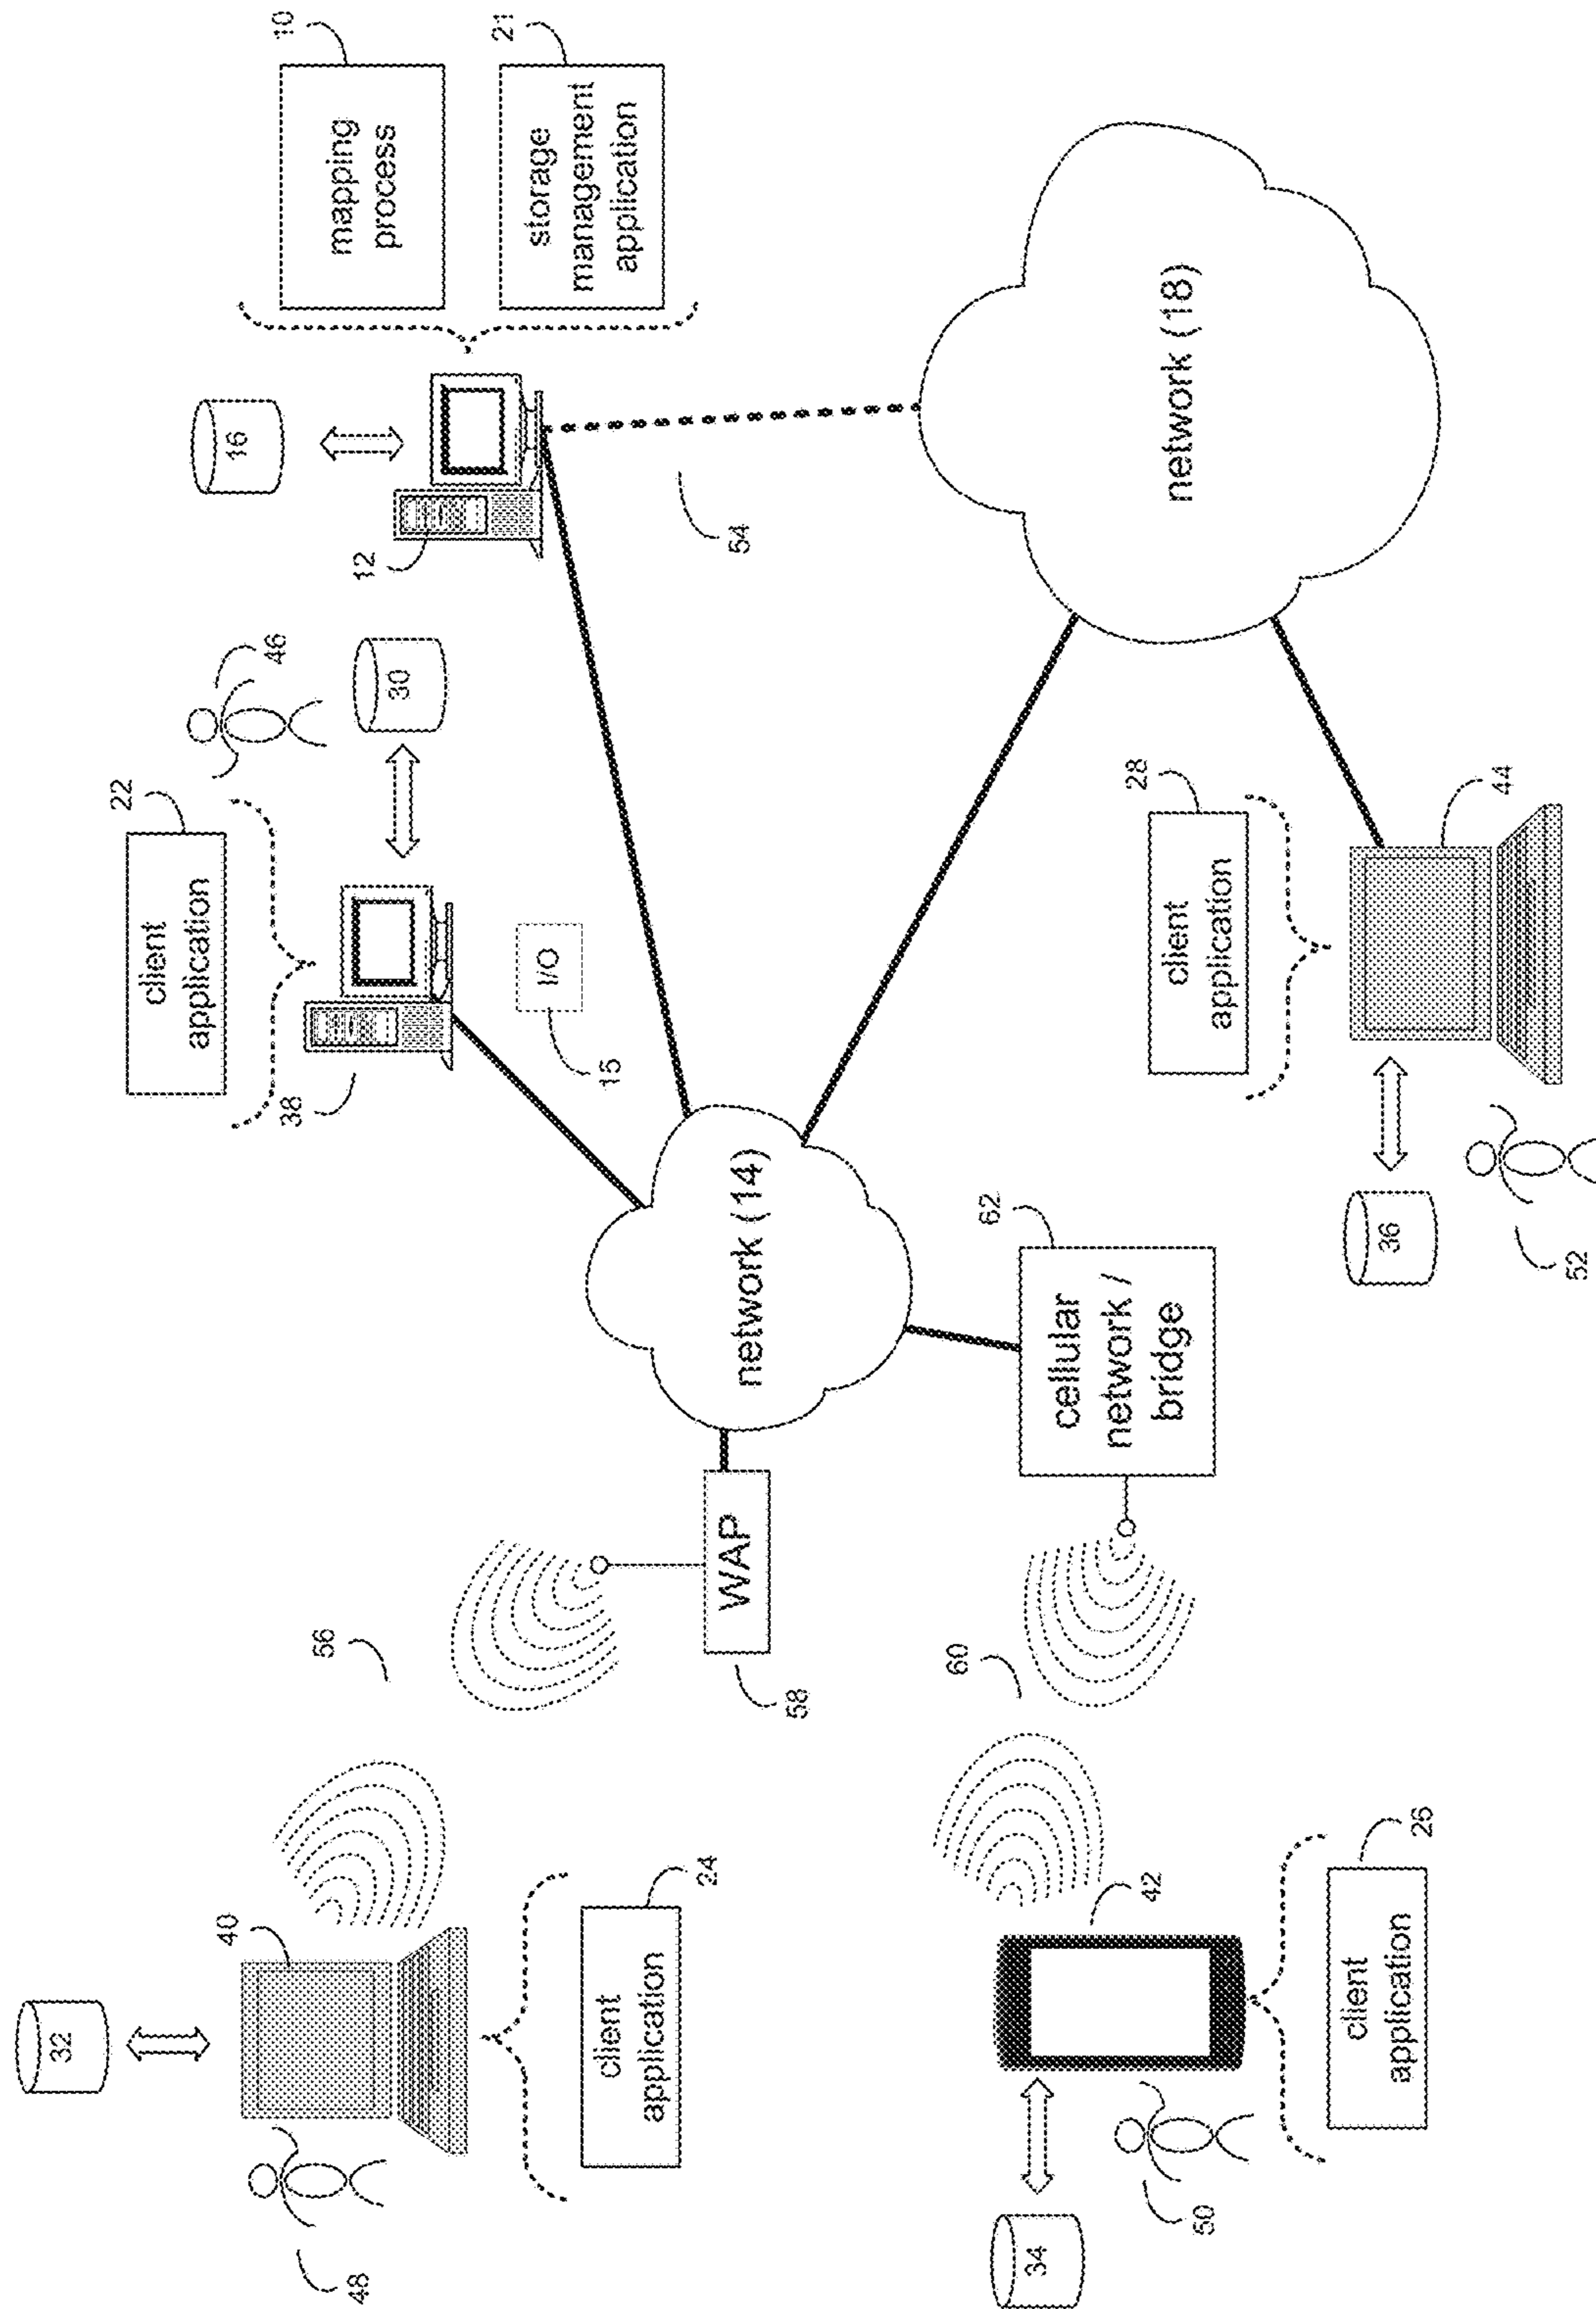 10
mapping
process
21
storage
management
application
16
12
54
46
30
22
client
application
38
I/O
15
network (18)
28
client
application
44
36
52
network (14)
62
cellular
network /
bridge
WAP
58
56
60
32
40
48
24
client
application
42
34
50
26
client
application